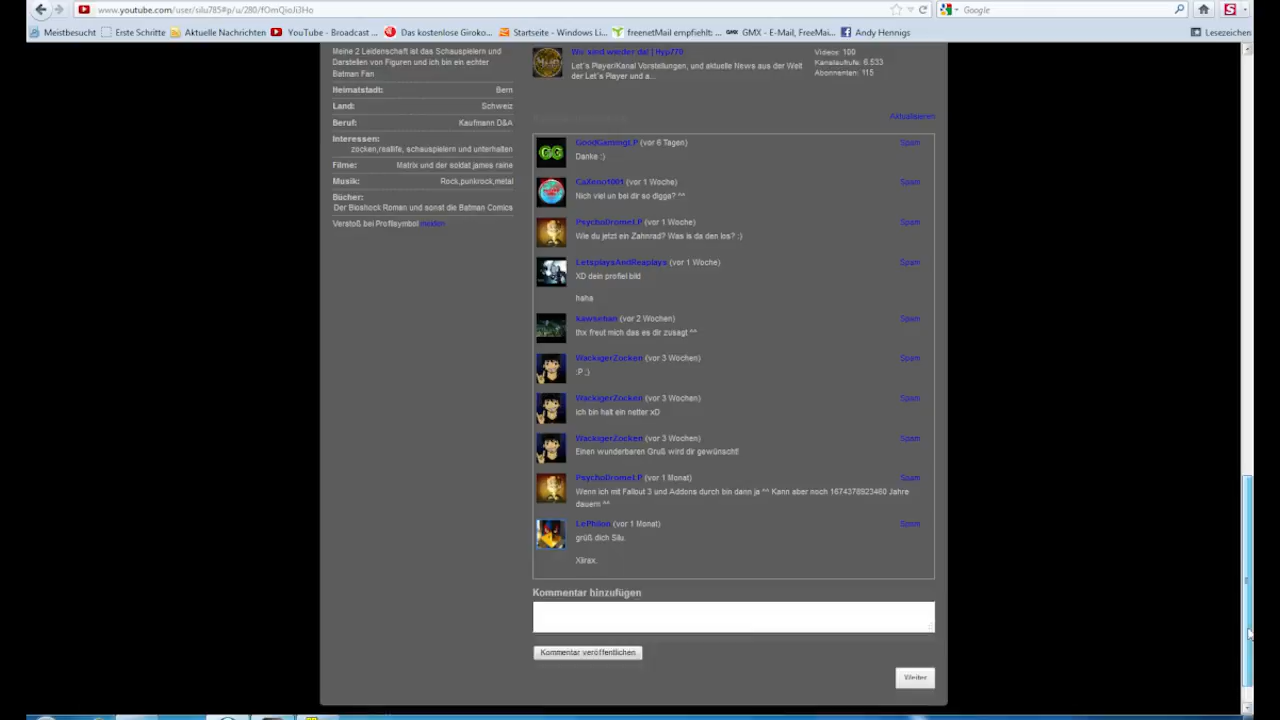 www.youtube.com/user/silu785#p/u/280/fOmQioJi3Ho
Google
Meistbesucht
Erste Schritte
Aktuelle Nachrichten
YouTube - Broadcast ...
Das kostenlose Giroko...
Startseite - Windows Li...
freenetMail empfiehlt: ...
GMX - E-Mail, FreeMai...
Andy Hennigs
Lesezeichen
Meine 2 Leidenschaft ist das Schauspielern und
Darstellen von Figuren und ich bin ein echter
Batman Fan
Heimatstadt: Bern
Land: Schweiz
Beruf: Kaufmann D&A
Interessen:
zocken,reallife, schauspielern und unterhalten
Filme: Matrix und der soldat james raine
Musik: Rock,punkrock,metal
Bücher:
Der Bioshock Roman und sonst die Batman Comics
Verstoß bei Profilsymbol melden
Wir sind wieder da! | Hyp770
Let´s Player/Kanal Vorstellungen, und aktuelle News aus der Welt
der Let´s Player und a...
Videos: 100
Kanalaufrufe: 6.533
Abonnenten: 115
Aktualisieren
GoodGamingLP (vor 6 Tagen) Spam
Danke :)
CaXeno1001 (vor 1 Woche) Spam
Nich viel un bei dir so digga? ^^
PsychoDromeLP (vor 1 Woche) Spam
Wie du jetzt ein Zahnrad? Was is da den los? :)
LetsplaysAndReaplays (vor 1 Woche) Spam
XD dein profiel bild
haha
kawsehan (vor 2 Wochen) Spam
thx freut mich das es dir zusagt ^^
WackigerZocken (vor 3 Wochen) Spam
:P ;)
WackigerZocken (vor 3 Wochen) Spam
ich bin halt ein netter xD
WackigerZocken (vor 3 Wochen) Spam
Einen wunderbaren Gruß wird dir gewünscht!
PsychoDromeLP (vor 1 Monat) Spam
Wenn ich mit Fallout 3 und Addons durch bin dann ja ^^ Kann aber noch 1674378923460 Jahre
dauern ^^
LePhilon (vor 1 Monat) Spam
grüß dich Silu.
Xlirax.
Kommentar hinzufügen
Kommentar veröffentlichen
Weiter